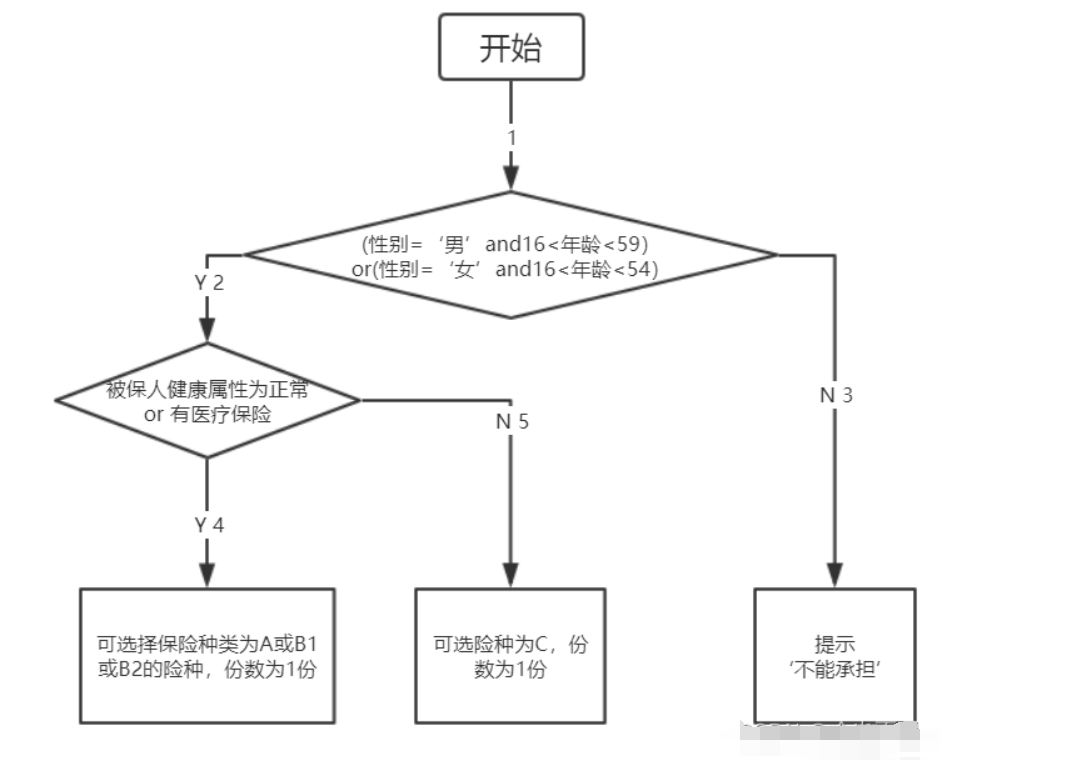 开始
1
(性别=‘男’and16<年龄<59)
or(性别=‘女’and16<年龄<54)
Y 2
被保人健康属性为正常
or 有医疗保险
N 3
N 5
Y 4
可选择保险种类为A或B1
或B2的险种，份数为1份
可选险种为C，份
数为1份
提示
‘不能承担’